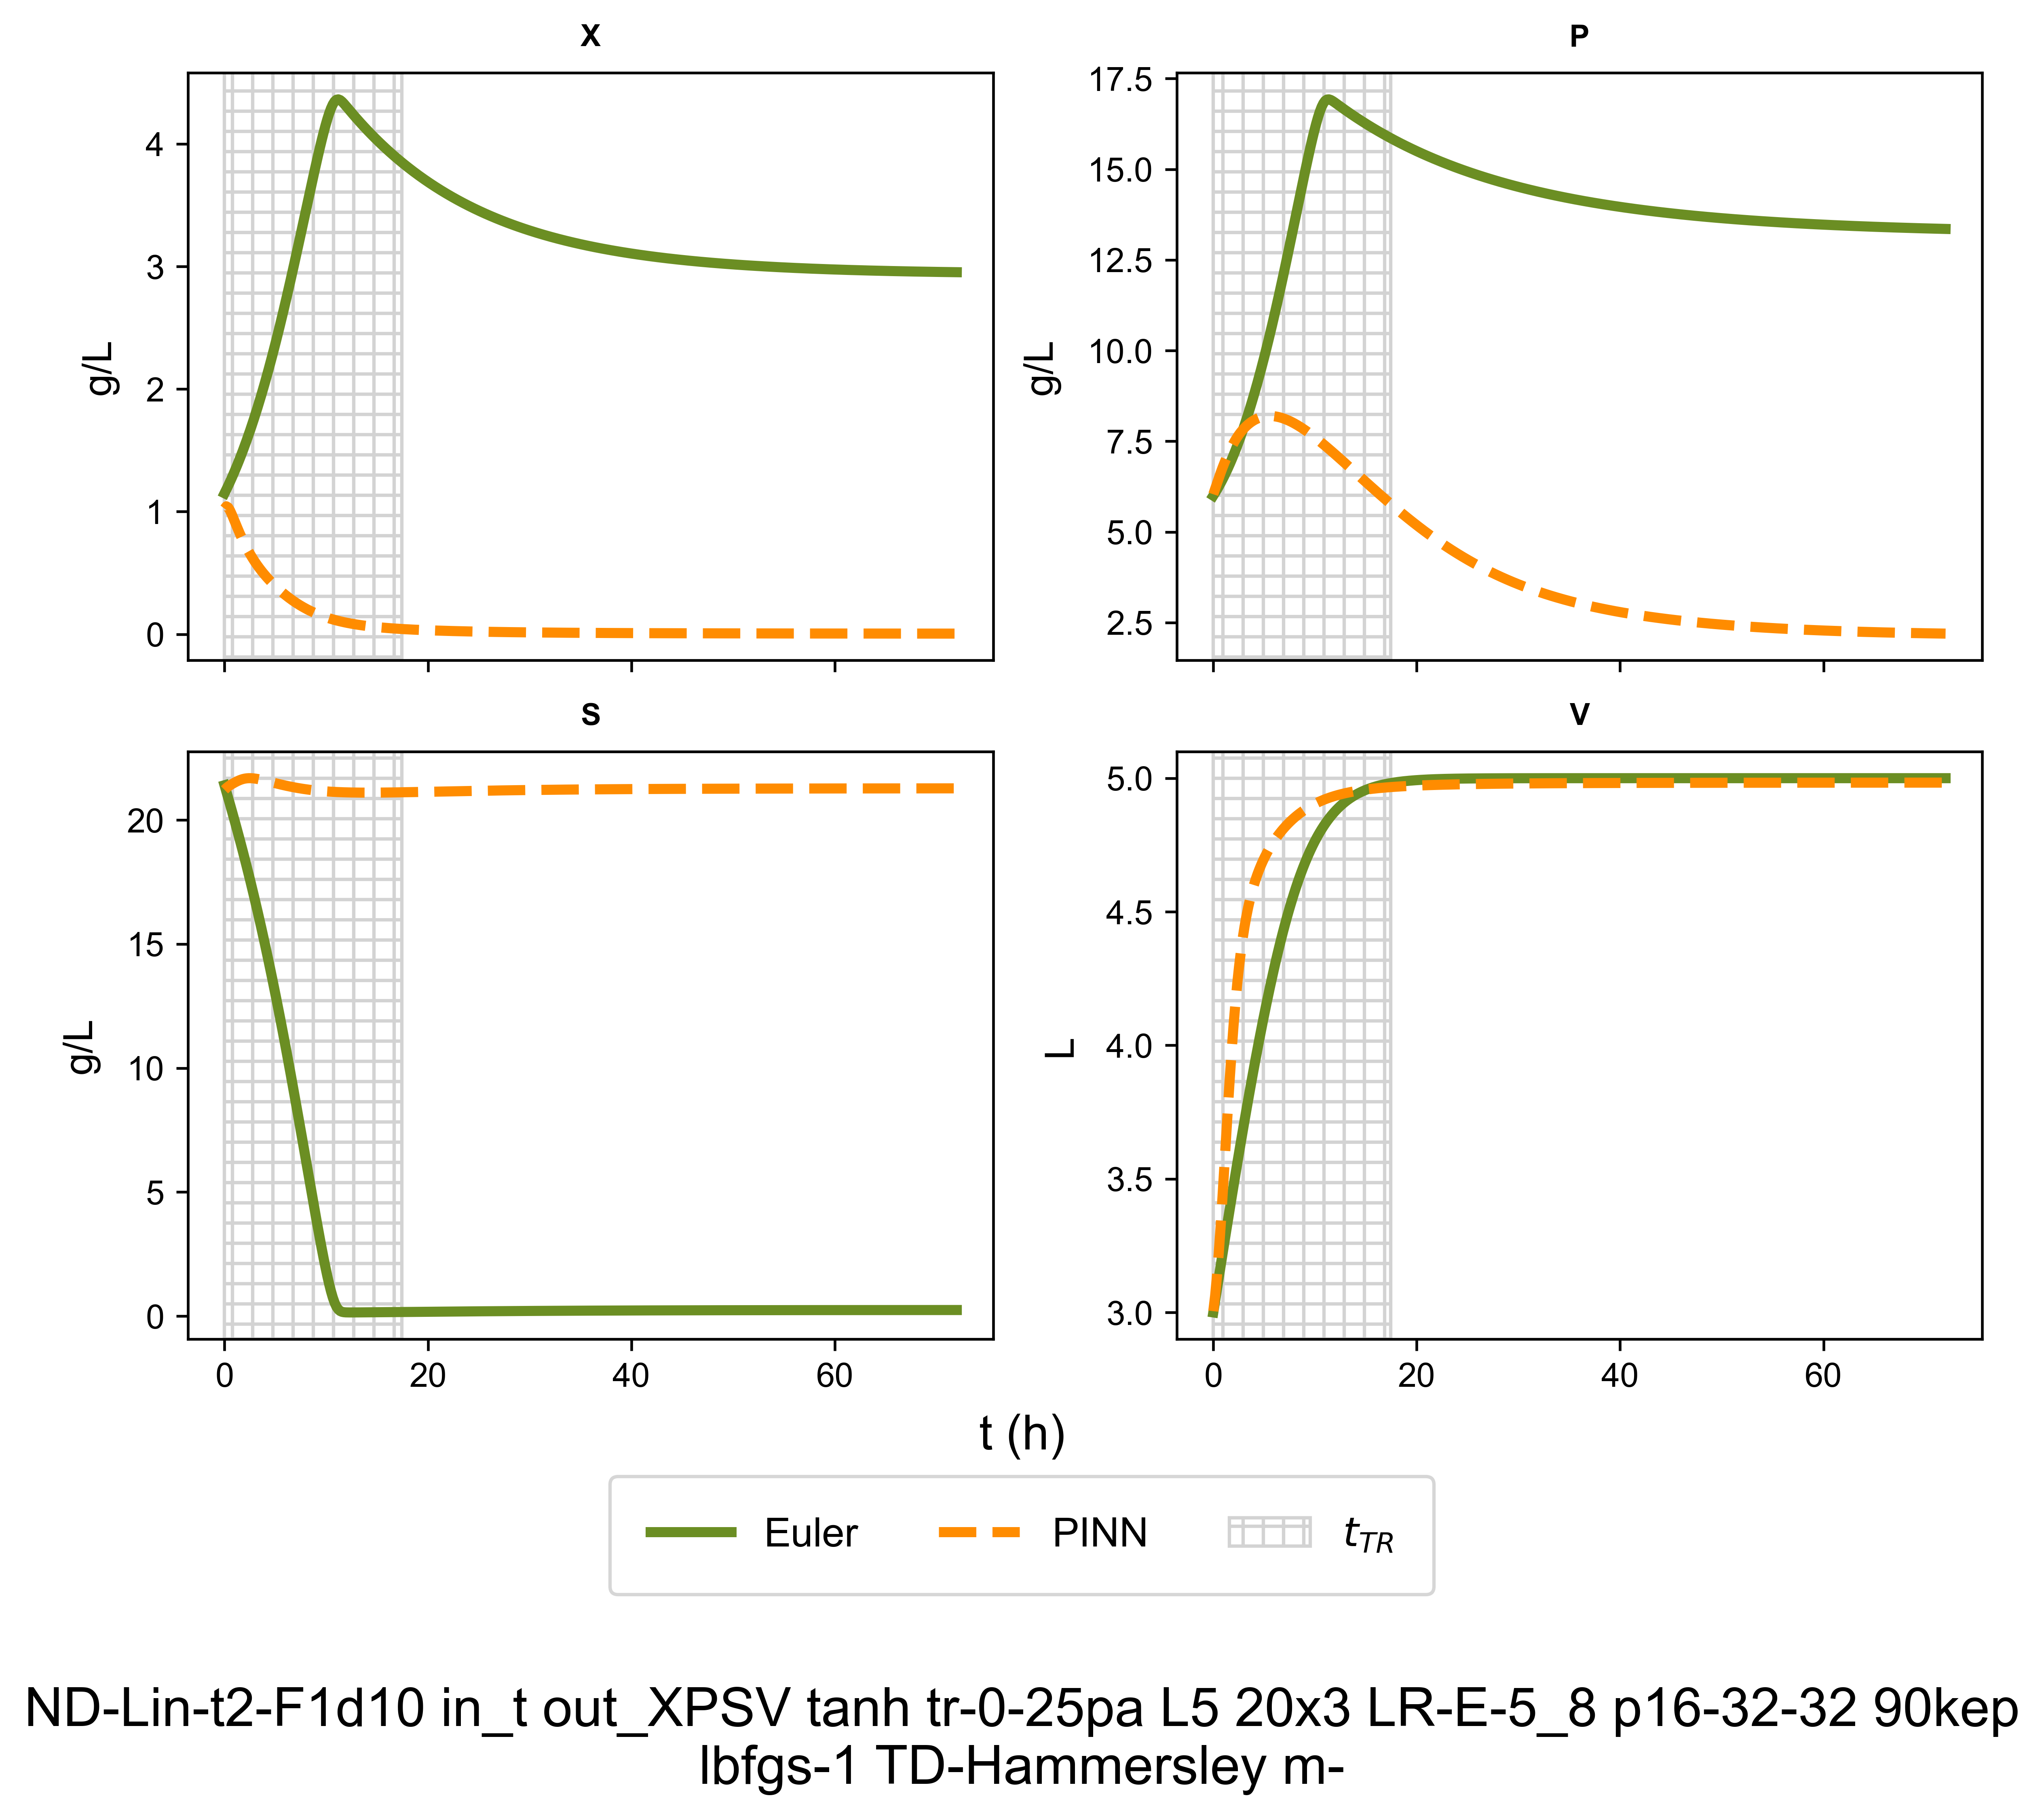 X
P
4
3
2
1
0
g/L
17.5
15.0
12.5
10.0
7.5
5.0
2.5
g/L
S
V
20
15
10
5
0
g/L
0 20 40 60
5.0
4.5
4.0
3.5
3.0
L
0 20 40 60
t (h)
Euler PINN t_TR
ND-Lin-t2-F1d10 in_t out_XPSV tanh tr-0-25pa L5 20x3 LR-E-5_8 p16-32-32 90kep
lbfgs-1 TD-Hammersley m-